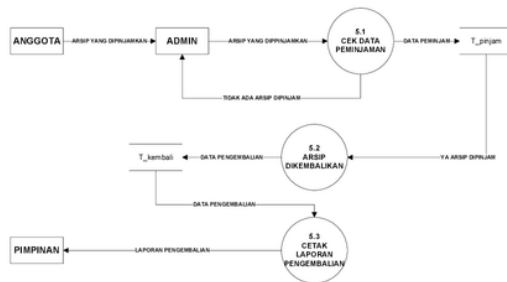 ANGGOTA
ARSIP YANG DIPINJAMKAN
ADMIN
ARSIP YANG DIPPINJAMKAN
5.1
CEK DATA
PEMINJAMAN
DATA PEMINJAM
T_pinjam
TIDAK ADA ARSIP DIPINJAM
T_kembali
DATA PENGEMBALIAN
5.2
ARSIP
DIKEMBALIKAN
YA ARSIP DIPINJAM
DATA PENGEMBALIAN
PIMPINAN
LAPORAN PENGEMBALIAN
5.3
CETAK
LAPORAN
PENGEMBALIAN